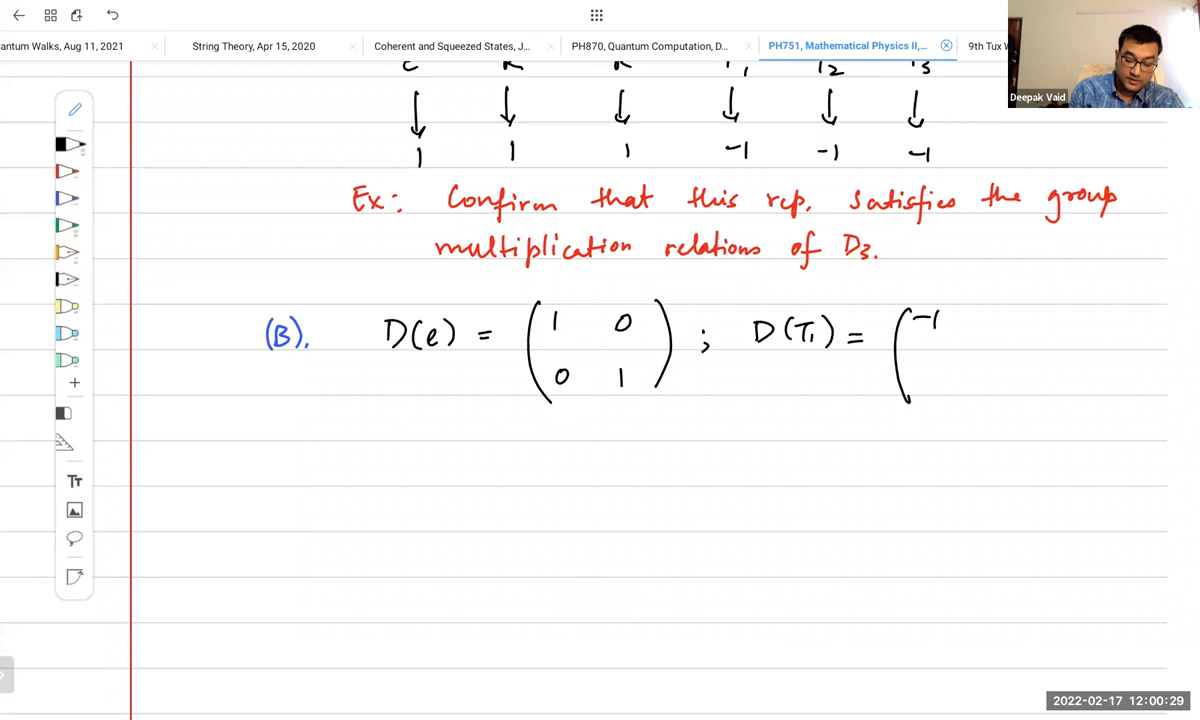 antum Walks, Aug 11, 2021 String Theory, Apr 15, 2020 Coherent and Squeezed States, J... PH870, Quantum Computation, D... PH751, Mathematical Physics II,... 9th Tux
Deepak Vaid
1 1 1 -1 -1 -1
Ex: Confirm that this rep. satisfies the group
multiplication relations of D3.
(B). D(e) = (1 0 ; D(T1) = (-1
0 1)
Tт
2022-02-17 12:00:29